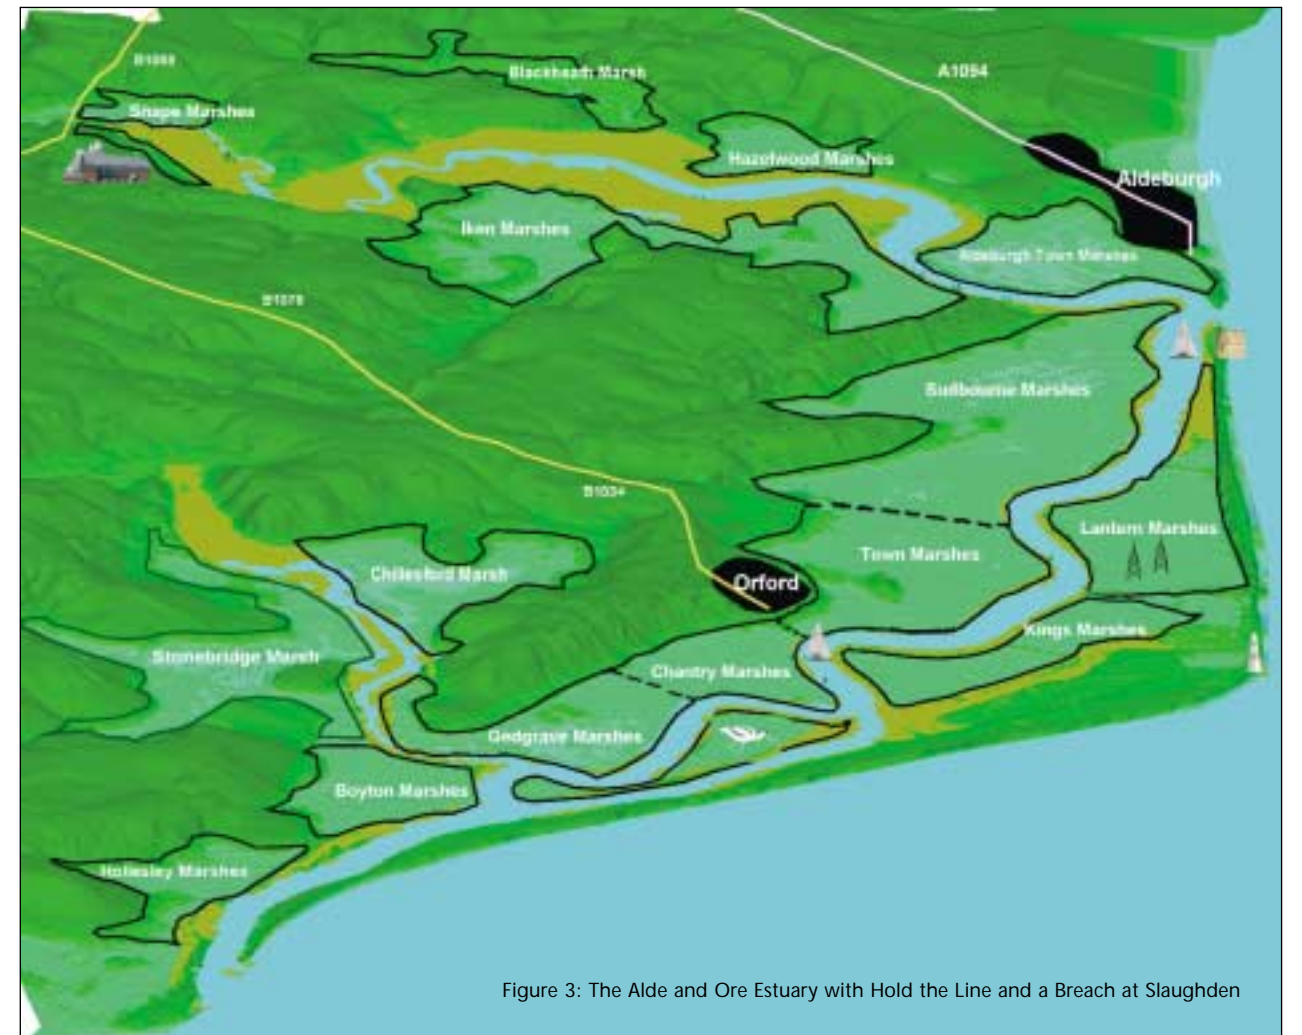 Blackheath Marsh
A1094
Snape Marshes
Hazelwood Marshes
Aldeburgh
Iken Marshes
Aldeburgh Town Marshes
Sudbourne Marshes
Lantern Marshes
Town Marshes
Chillesford Marsh
Orford
Kings Marshes
Stonebridge Marsh
Chantry Marshes
Gedgrave Marshes
Boyton Marshes
Hollesley Marshes
Figure 3: The Alde and Ore Estuary with Hold the Line and a Breach at Slaughden